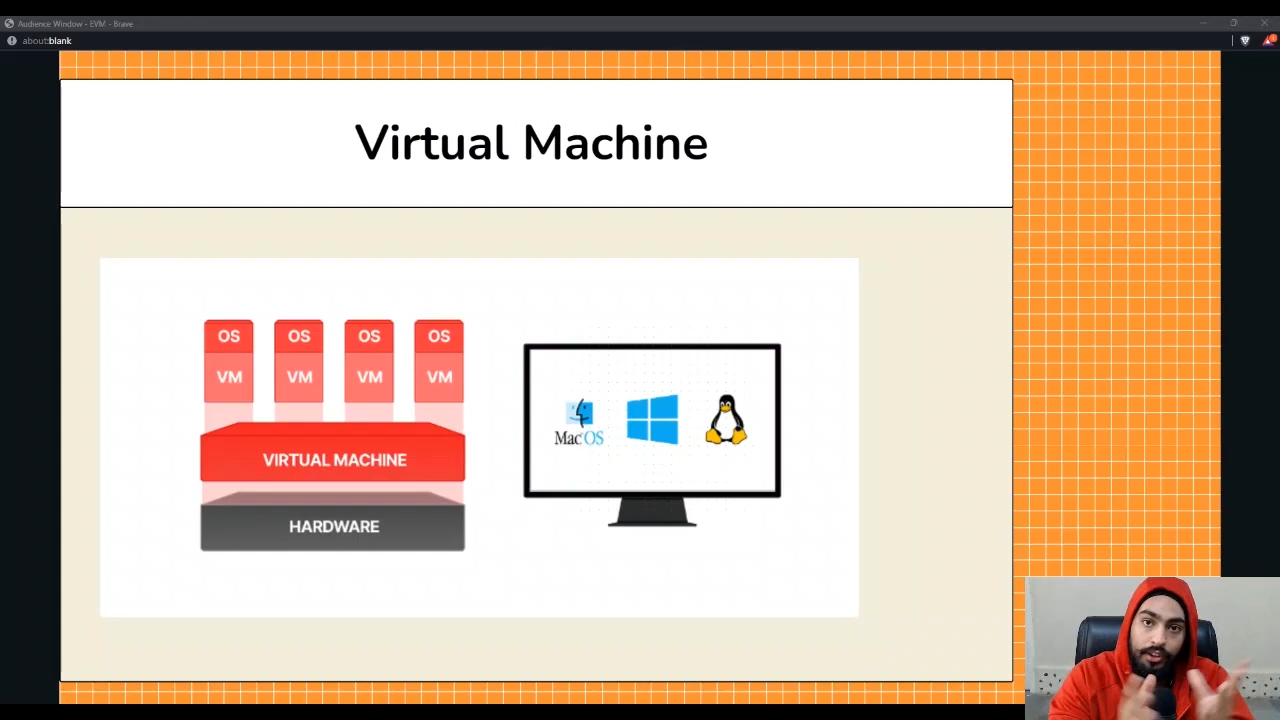 Audience Window - EVM - Brave
about:blank
Virtual Machine
OS OS OS OS
VM VM VM VM
VIRTUAL MACHINE
HARDWARE
Mac OS